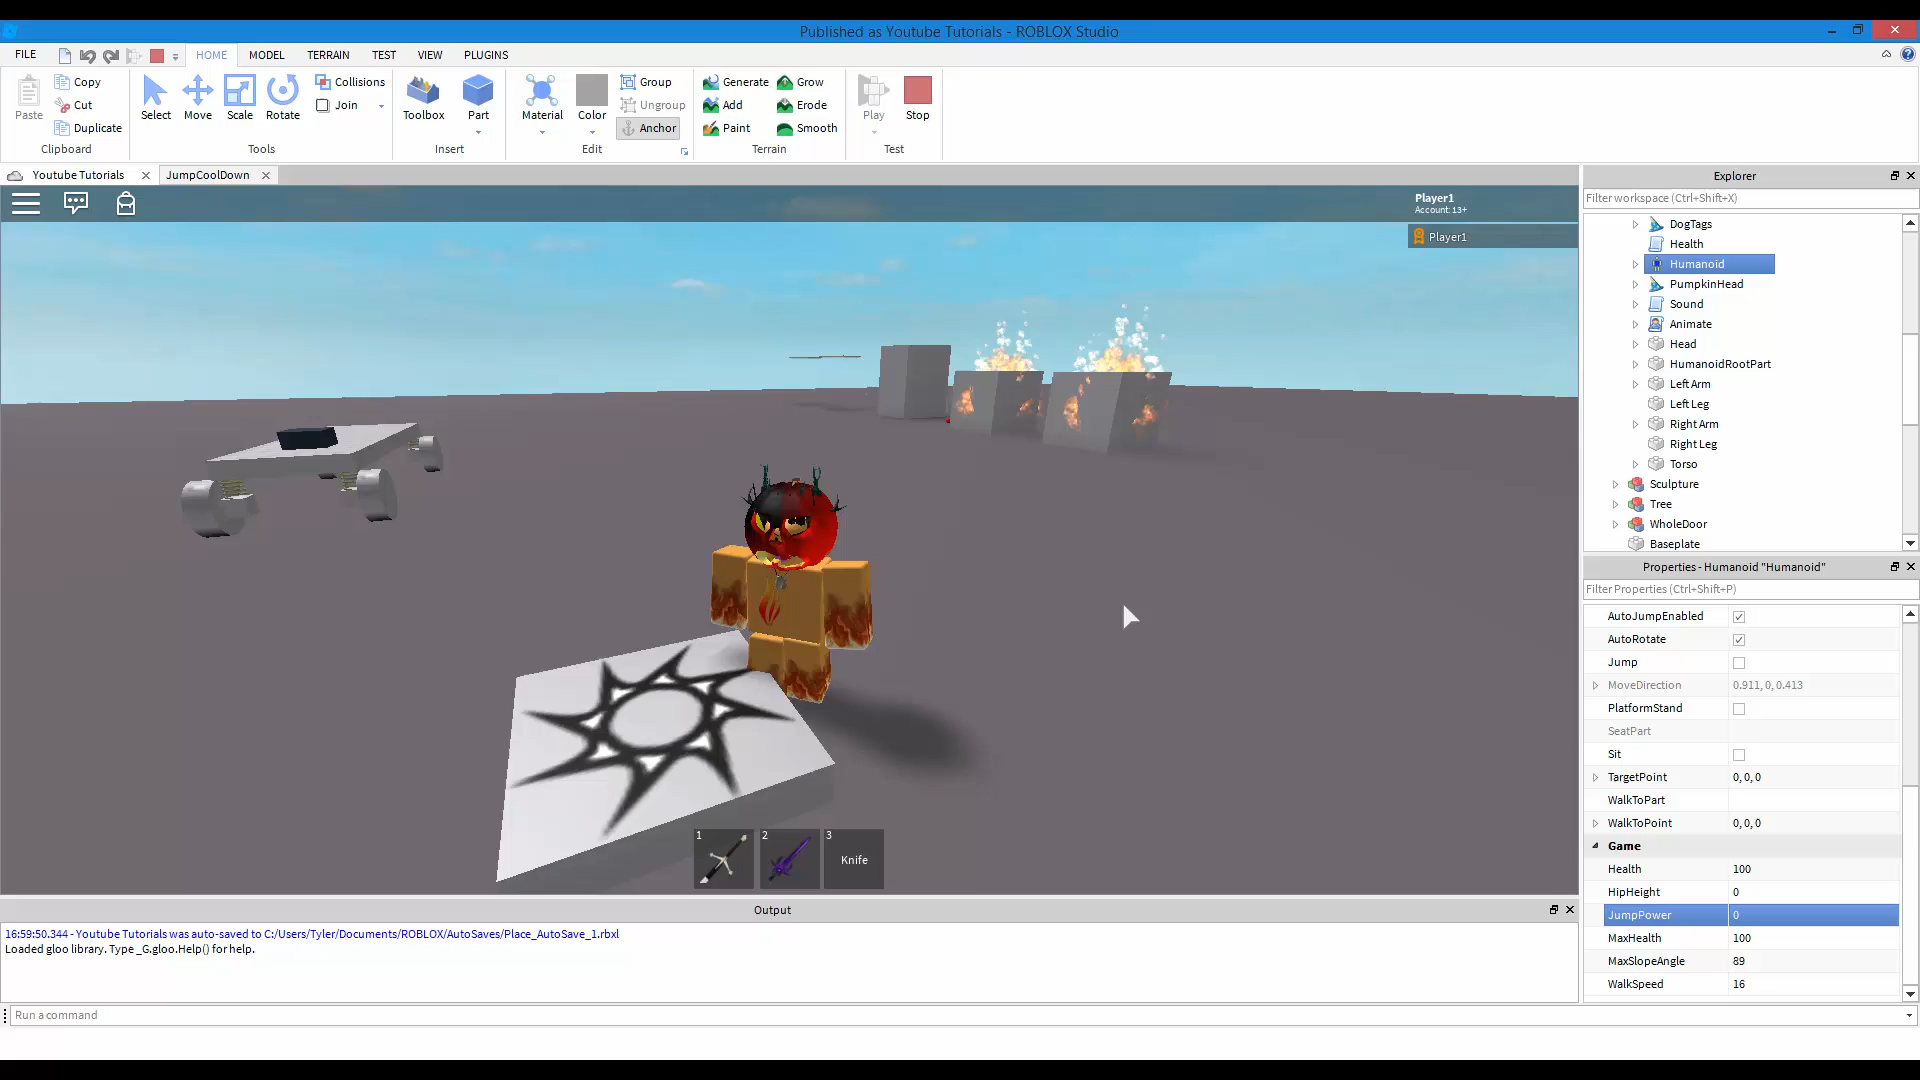 Published as Youtube Tutorials - ROBLOX Studio
FILE HOME MODEL TERRAIN TEST VIEW PLUGINS
Paste
Copy
Cut
Duplicate
Clipboard
Select Move Scale Rotate
Collisions
Join
Tools
Toolbox Part
Insert
Material Color
Group
Ungroup
Anchor
Edit
Generate Grow
Add Erode
Paint Smooth
Terrain
Play Stop
Test
Youtube Tutorials JumpCoolDown
Player1
Account: 13+
Player1
1 2 3
Knife
Explorer
Filter workspace (Ctrl+Shift+X)
DogTags
Health
Humanoid
PumpkinHead
Sound
Animate
Head
HumanoidRootPart
Left Arm
Left Leg
Right Arm
Right Leg
Torso
Sculpture
Tree
WholeDoor
Baseplate
Properties - Humanoid "Humanoid"
Filter Properties (Ctrl+Shift+P)
AutoJumpEnabled
AutoRotate
Jump
MoveDirection 0.911, 0, 0.413
PlatformStand
SeatPart
Sit
TargetPoint 0, 0, 0
WalkToPart
WalkToPoint 0, 0, 0
Game
Health 100
HipHeight 0
JumpPower 0
MaxHealth 100
MaxSlopeAngle 89
WalkSpeed 16
Output
16:59:50.344 - Youtube Tutorials was auto-saved to C:/Users/Tyler/Documents/ROBLOX/AutoSaves/Place_AutoSave_1.rbxl
Loaded gloo library. Type _G.gloo.Help() for help.
Run a command